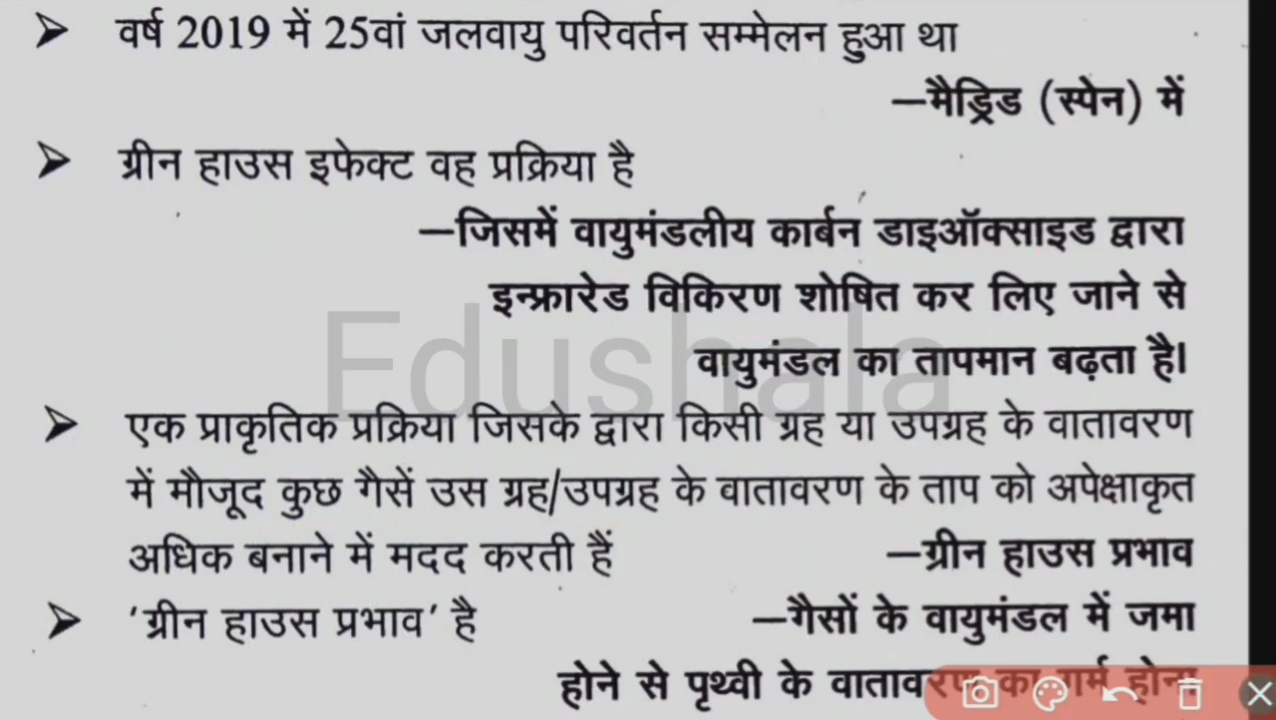 ➤ वर्ष 2019 में 25वां जलवायु परिवर्तन सम्मेलन हुआ था
—मैड्रिड (स्पेन) में
➤ ग्रीन हाउस इफेक्ट वह प्रक्रिया है
—जिसमें वायुमंडलीय कार्बन डाइऑक्साइड द्वारा
इन्फ्रारेड विकिरण शोषित कर लिए जाने से
वायुमंडल का तापमान बढ़ता है।
Edushala
➤ एक प्राकृतिक प्रक्रिया जिसके द्वारा किसी ग्रह या उपग्रह के वातावरण
में मौजूद कुछ गैसें उस ग्रह/उपग्रह के वातावरण के ताप को अपेक्षाकृत
अधिक बनाने में मदद करती हैं —ग्रीन हाउस प्रभाव
➤ 'ग्रीन हाउस प्रभाव' है —गैसों के वायुमंडल में जमा
होने से पृथ्वी के वातावरण का गर्म होना